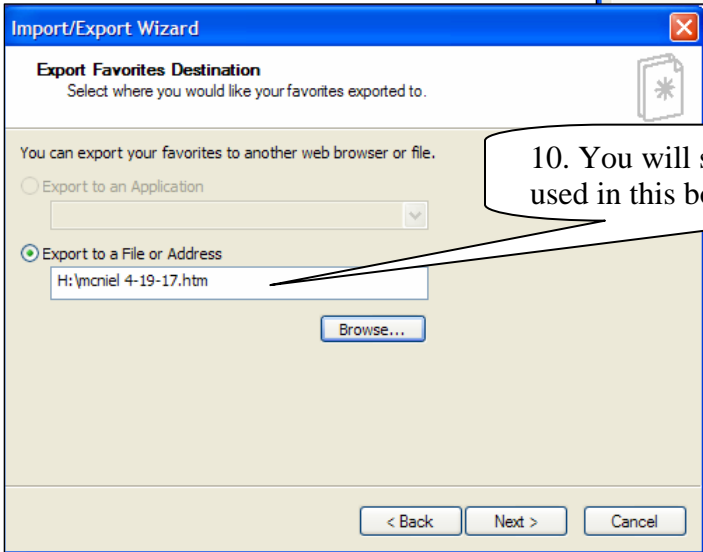 Import/Export Wizard
Export Favorites Destination
Select where you would like your favorites exported to.
You can export your favorites to another web browser or file.
10. You will
used in this
Export to an Application
Export to a File or Address
H:\mcniel 4-19-17.htm
Browse...
< Back Next > Cancel